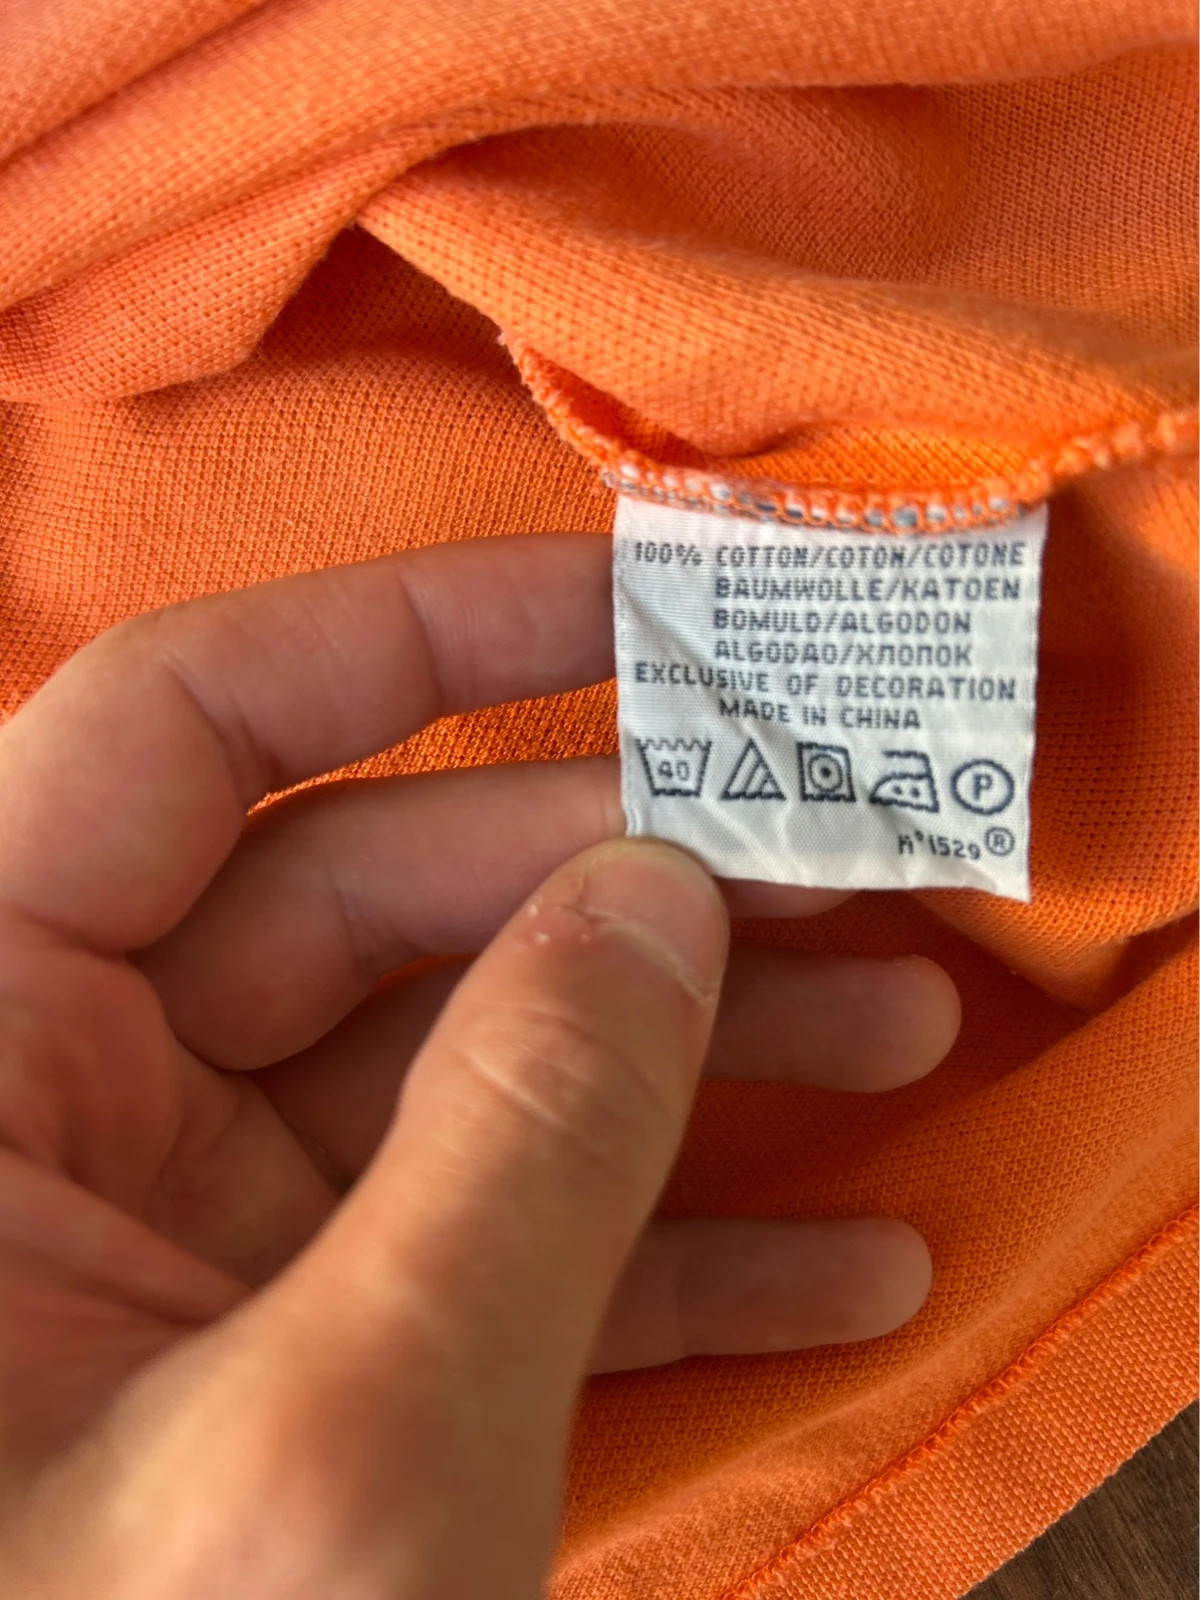 100% COTTON/COTON/COTONE
BAUMWOLLE/KATOEN
BOMULD/ALGODON
ALGODAO/ХЛОПОК
EXCLUSIVE OF DECORATION
MADE IN CHINA
40 P
N°1529®